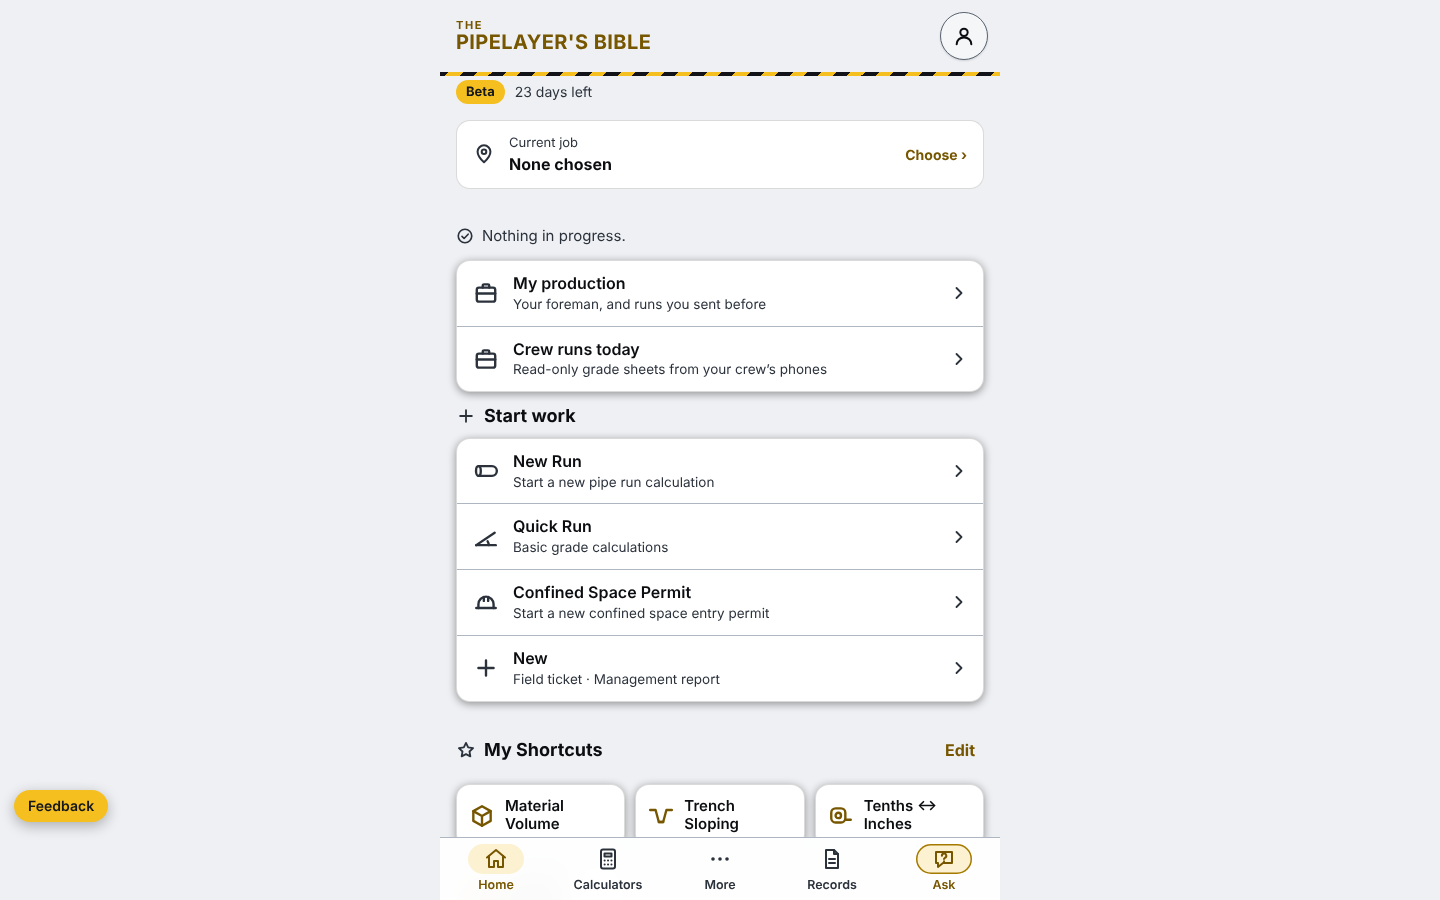 THE
PIPELAYER'S BIBLE
Beta 23 days left
Current job
None chosen
Choose ›
Nothing in progress.
My production
Your foreman, and runs you sent before
Crew runs today
Read-only grade sheets from your crew’s phones
Start work
New Run
Start a new pipe run calculation
Quick Run
Basic grade calculations
Confined Space Permit
Start a new confined space entry permit
New
Field ticket · Management report
My Shortcuts
Edit
Material
Volume
Trench
Sloping
Tenths ↔
Inches
Feedback
Home
Calculators
More
Records
Ask